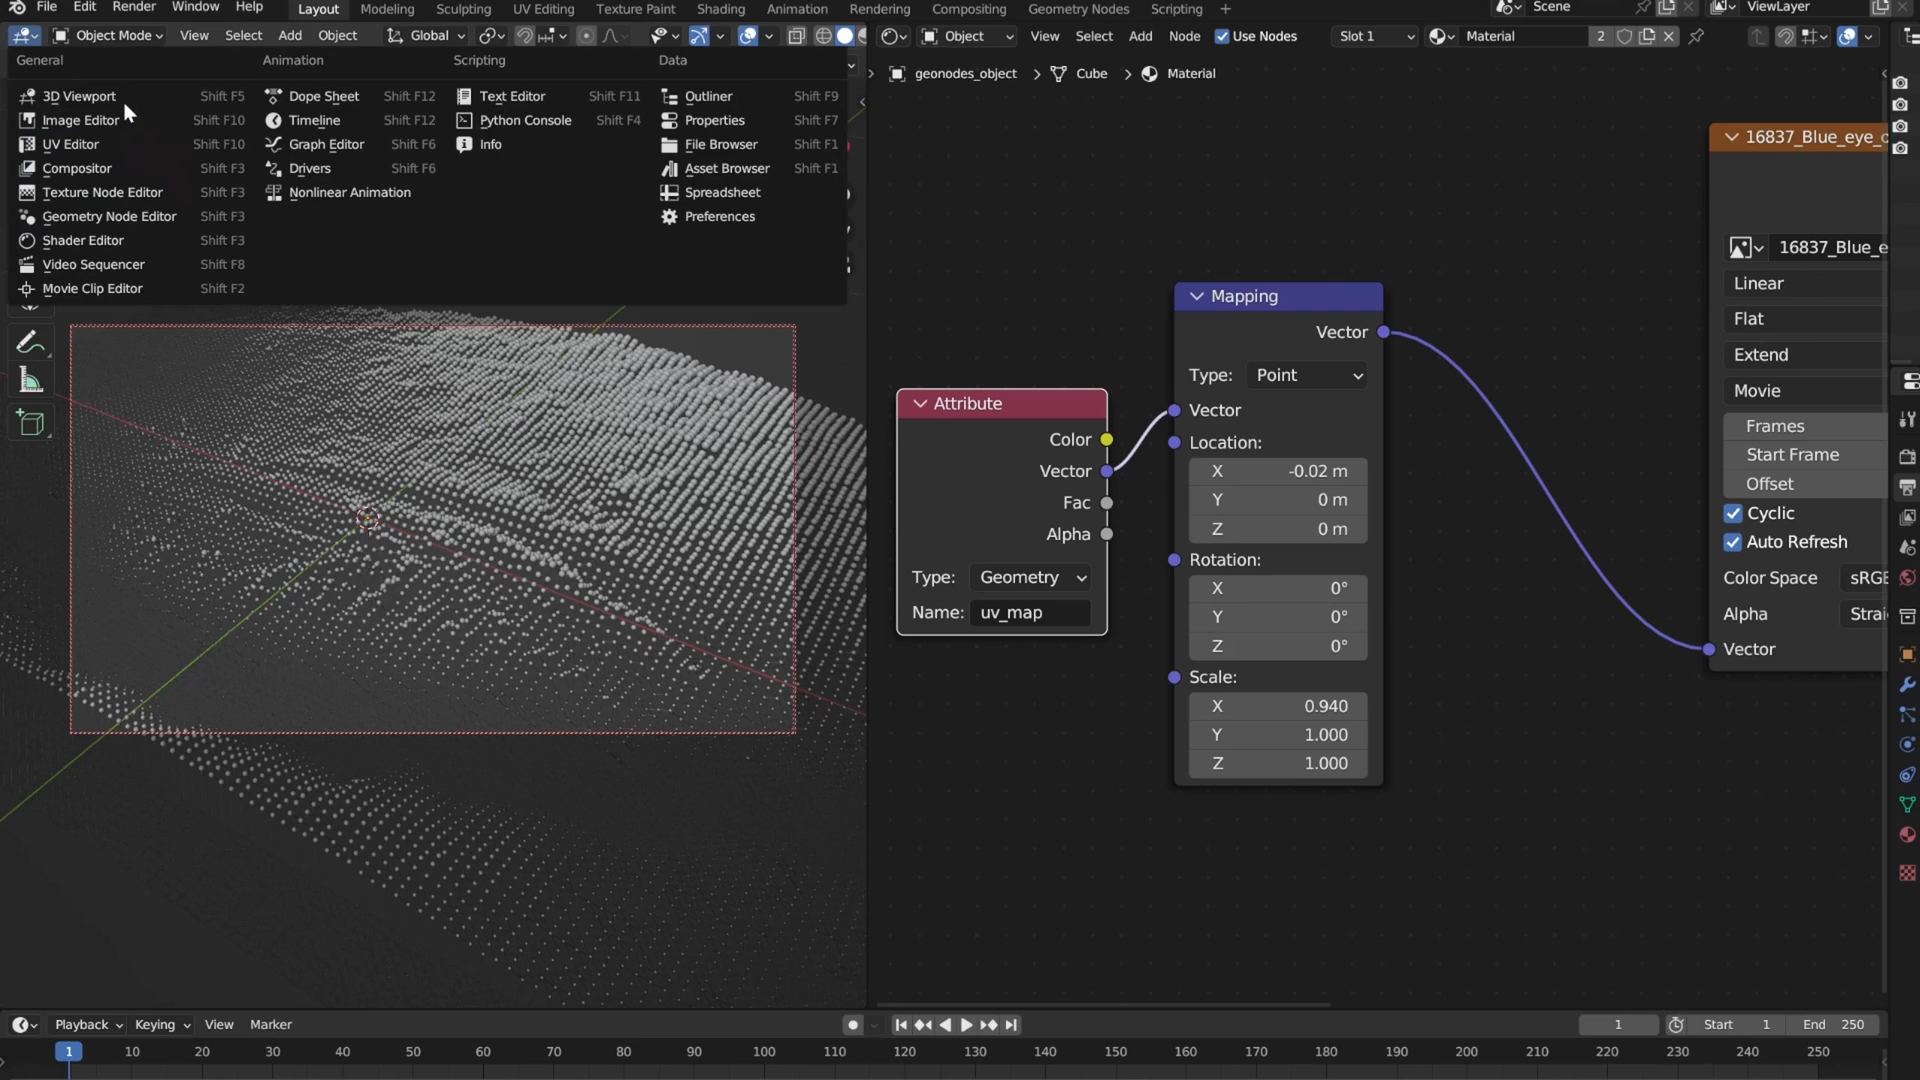 File Edit Render Window Help Layout Modeling Sculpting UV Editing Texture Paint Shading Animation Rendering Compositing Geometry Nodes Scripting + Scene ViewLayer
Object Mode View Select Add Object Global Object View Select Add Node Use Nodes Slot 1 Material 2
General Animation Scripting Data
geonodes_object > Cube > Material
3D Viewport Shift F5 Dope Sheet Shift F12 Text Editor Shift F11 Outliner Shift F9
Image Editor Shift F10 Timeline Shift F12 Python Console Shift F4 Properties Shift F7
UV Editor Shift F10 Graph Editor Shift F6 Info File Browser Shift F1
Compositor Shift F3 Drivers Shift F6 Asset Browser Shift F1
Texture Node Editor Shift F3 Nonlinear Animation Spreadsheet
Geometry Node Editor Shift F3 Preferences
Shader Editor Shift F3
Video Sequencer Shift F8
Movie Clip Editor Shift F2
Attribute
Color
Vector
Fac
Alpha
Type: Geometry
Name: uv_map
Mapping
Vector
Type: Point
Vector
Location:
X -0.02 m
Y 0 m
Z 0 m
Rotation:
X 0°
Y 0°
Z 0°
Scale:
X 0.940
Y 1.000
Z 1.000
16837_Blue_eye_
16837_Blue_e
Linear
Flat
Extend
Movie
Frames
Start Frame
Offset
Cyclic
Auto Refresh
Color Space sRG
Alpha Strai
Vector
Playback Keying View Marker 1 Start 1 End 250
1 10 20 30 40 50 60 70 80 90 100 110 120 130 140 150 160 170 180 190 200 210 220 230 240 250